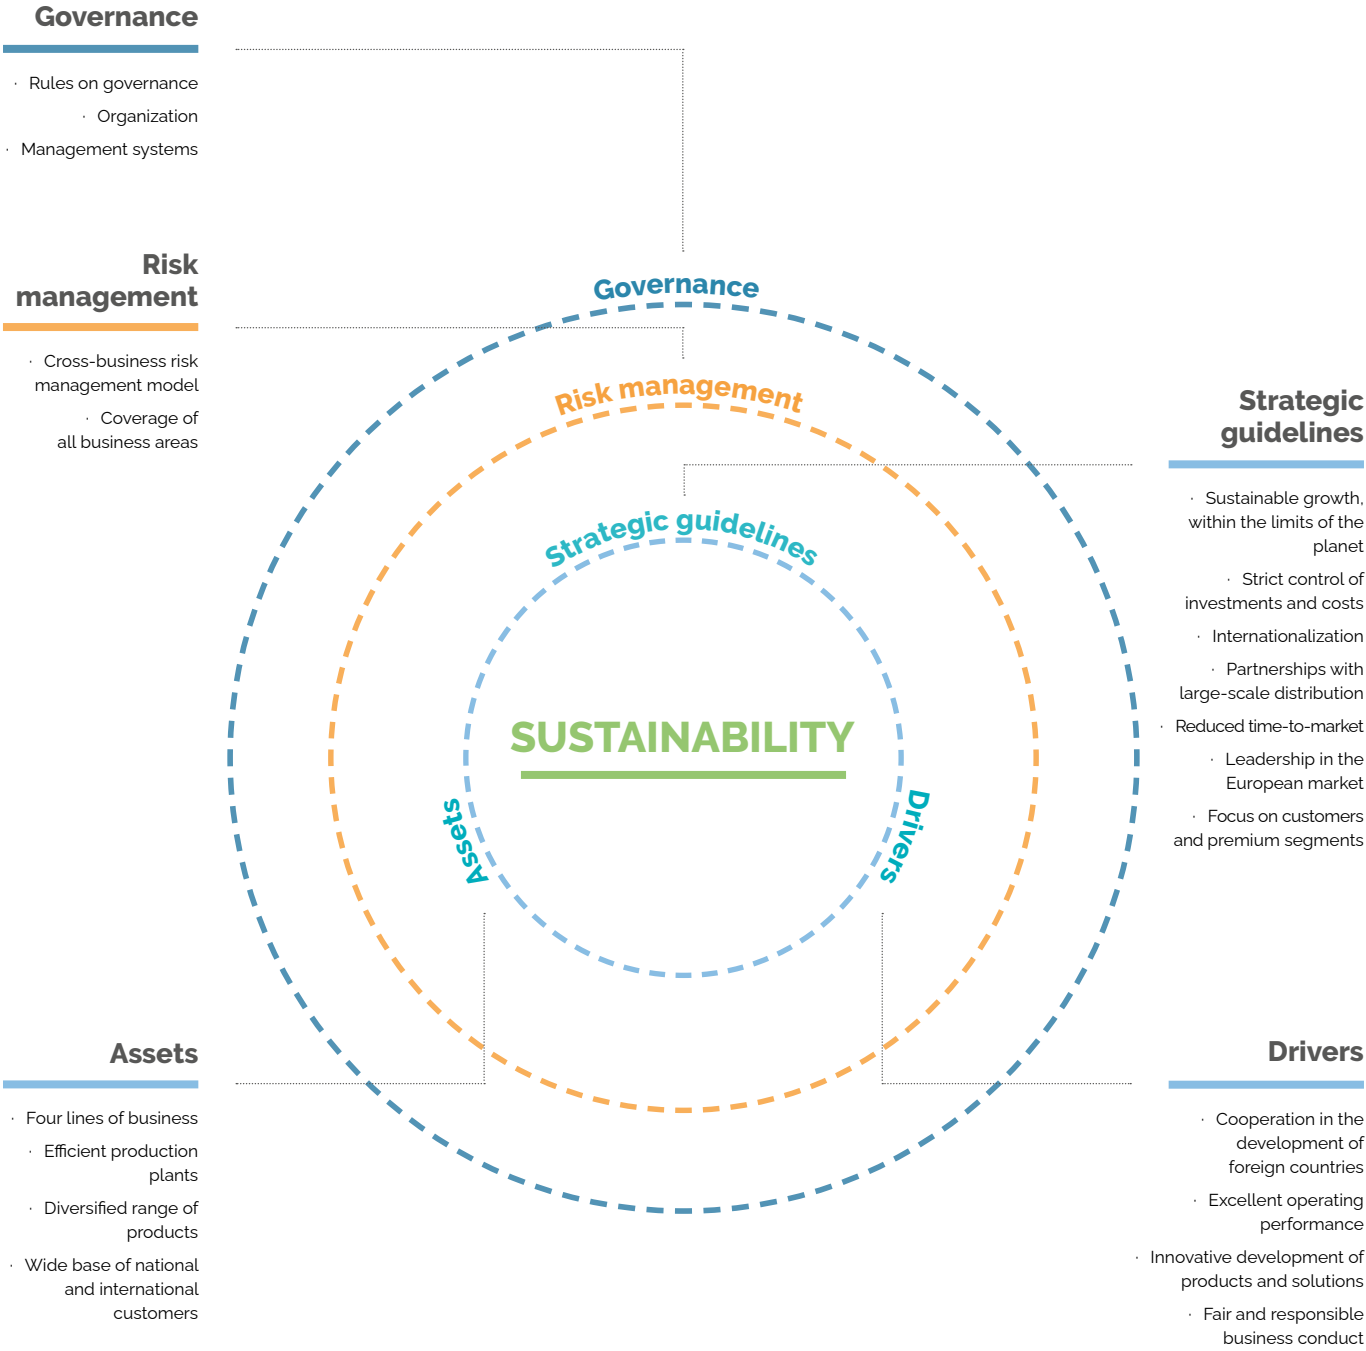 Governance
· Rules on governance
· Organization
· Management systems
Risk
management
· Cross-business risk
management model
· Coverage of
all business areas
Governance
Risk management
Strategic guidelines
SUSTAINABILITY
Assets
Drivers
Strategic
guidelines
· Sustainable growth,
within the limits of the
planet
· Strict control of
investments and costs
· Internationalization
· Partnerships with
large-scale distribution
· Reduced time-to-market
· Leadership in the
European market
· Focus on customers
and premium segments
Assets
· Four lines of business
· Efficient production
plants
· Diversified range of
products
· Wide base of national
and international
customers
Drivers
· Cooperation in the
development of
foreign countries
· Excellent operating
performance
· Innovative development of
products and solutions
· Fair and responsible
business conduct